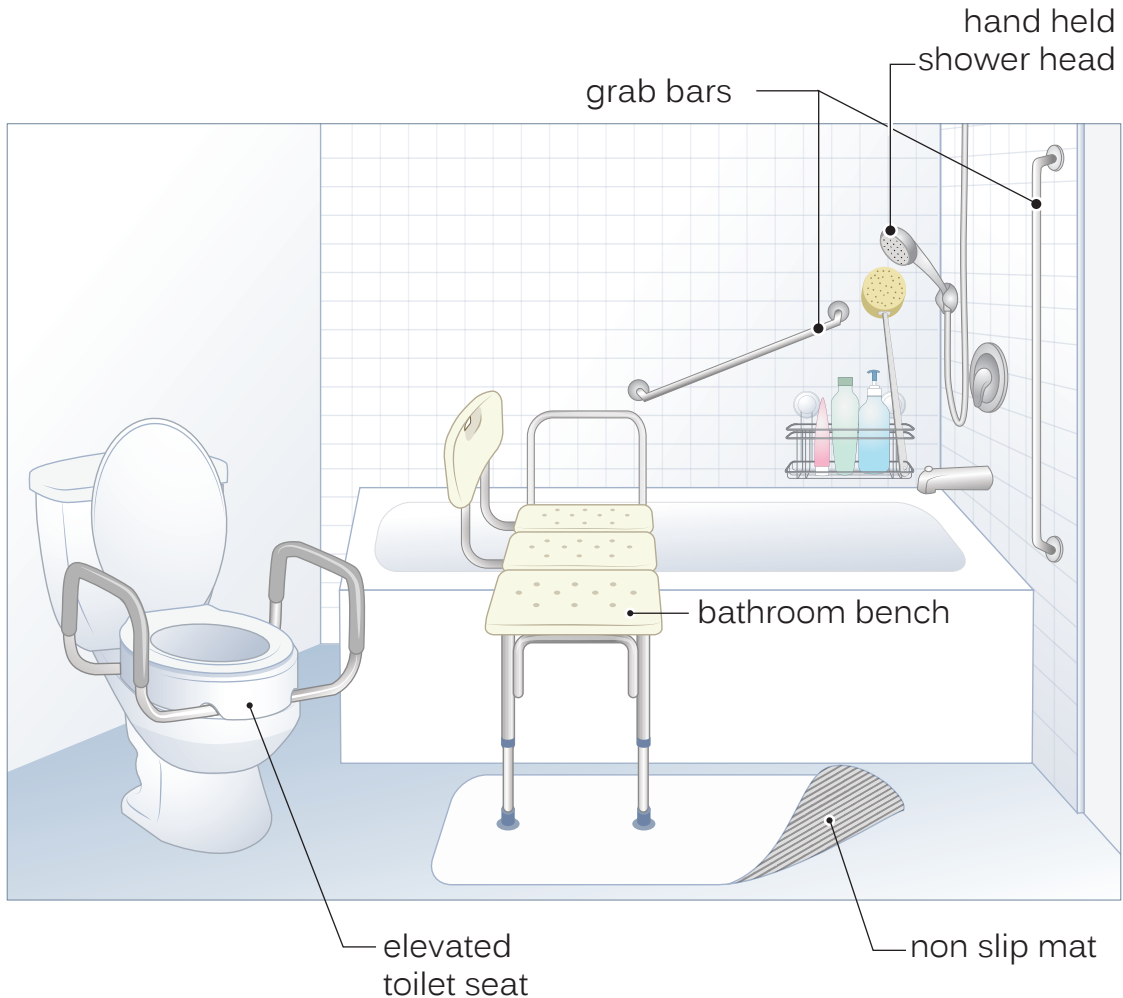 hand held
shower head
grab bars
bathroom bench
elevated
toilet seat
non slip mat